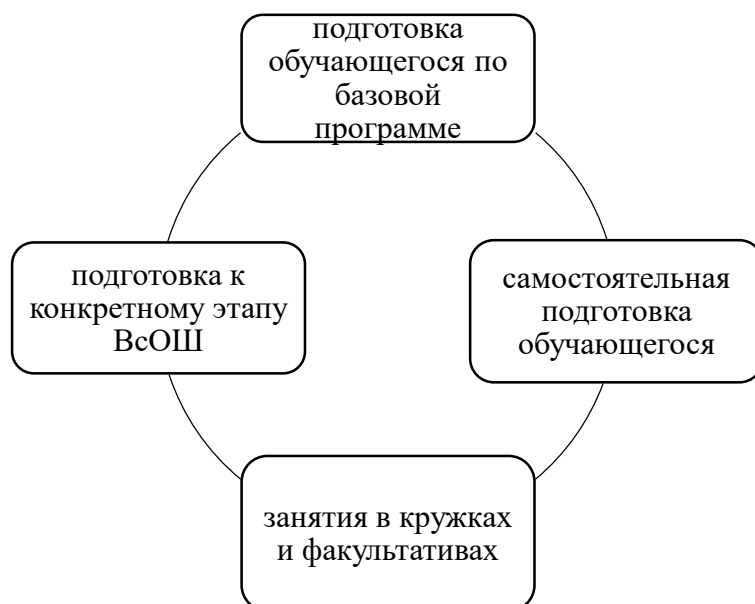 подготовка
обучающегося по
базовой
программе
подготовка к
конкретному этапу
ВсОШ
самостоятельная
подготовка
обучающегося
занятия в кружках
и факультативах